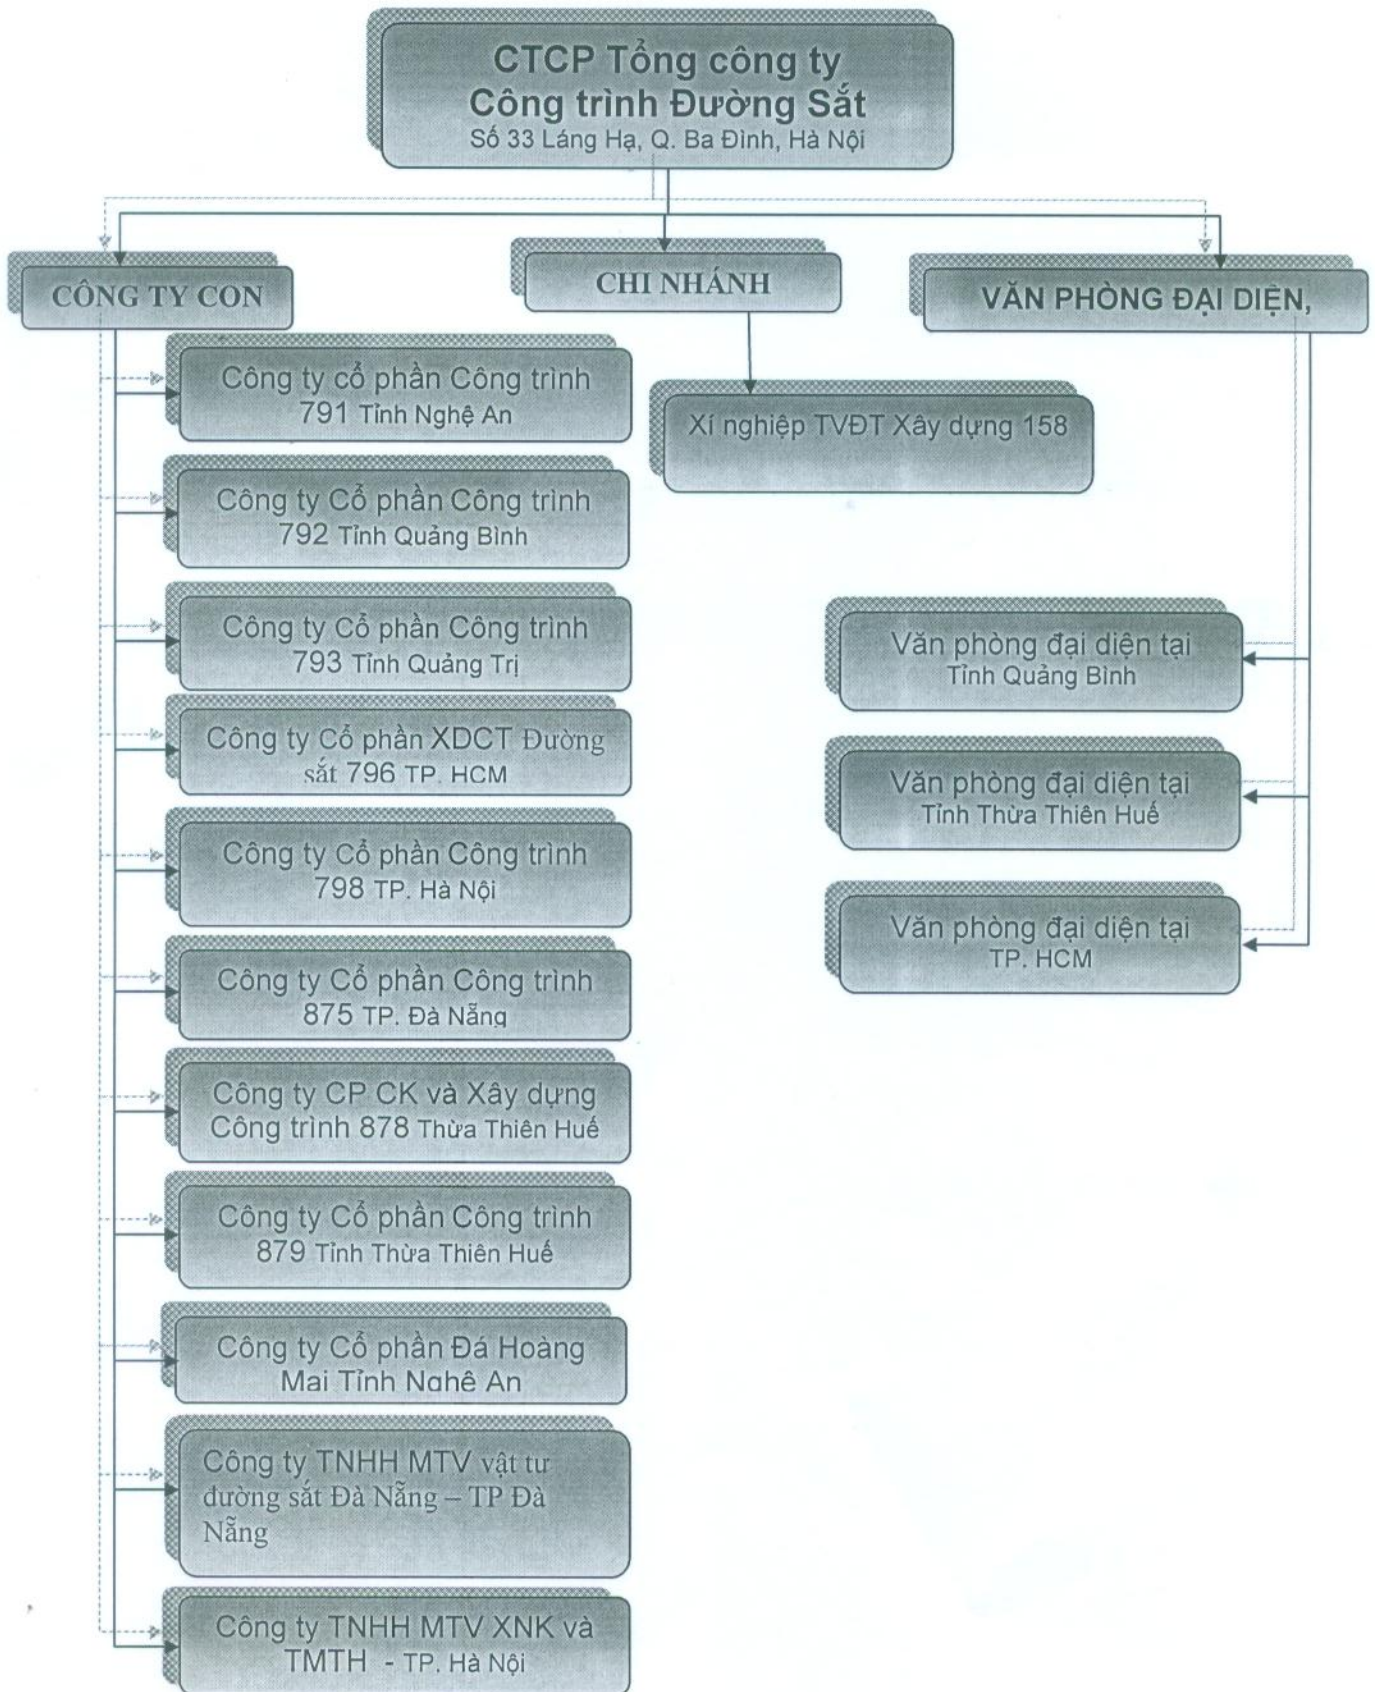 CTCP Tổng công ty
Công trình Đường Sắt
Số 33 Láng Hạ, Q. Ba Đình, Hà Nội
CÔNG TY CON
CHI NHÁNH
VĂN PHÒNG ĐẠI DIỆN,
Công ty cổ phần Công trình
791 Tỉnh Nghệ An
Công ty Cổ phần Công trình
792 Tỉnh Quảng Bình
Công ty Cổ phần Công trình
793 Tỉnh Quảng Trị
Công ty Cổ phần XDCT Đường
sắt 796 TP. HCM
Công ty Cổ phần Công trình
798 TP. Hà Nội
Công ty Cổ phần Công trình
875 TP. Đà Nẵng
Công ty CP CK và Xây dựng
Công trình 878 Thừa Thiên Huế
Công ty Cổ phần Công trình
879 Tỉnh Thừa Thiên Huế
Công ty Cổ phần Đá Hoàng
Mai Tỉnh Nghệ An
Công ty TNHH MTV vật tư
đường sắt Đà Nẵng – TP Đà
Nẵng
Công ty TNHH MTV XNK và
TMTH - TP. Hà Nội
Xí nghiệp TVĐT Xây dựng 158
Văn phòng đại diện tại
Tỉnh Quảng Bình
Văn phòng đại diện tại
Tỉnh Thừa Thiên Huế
Văn phòng đại diện tại
TP. HCM